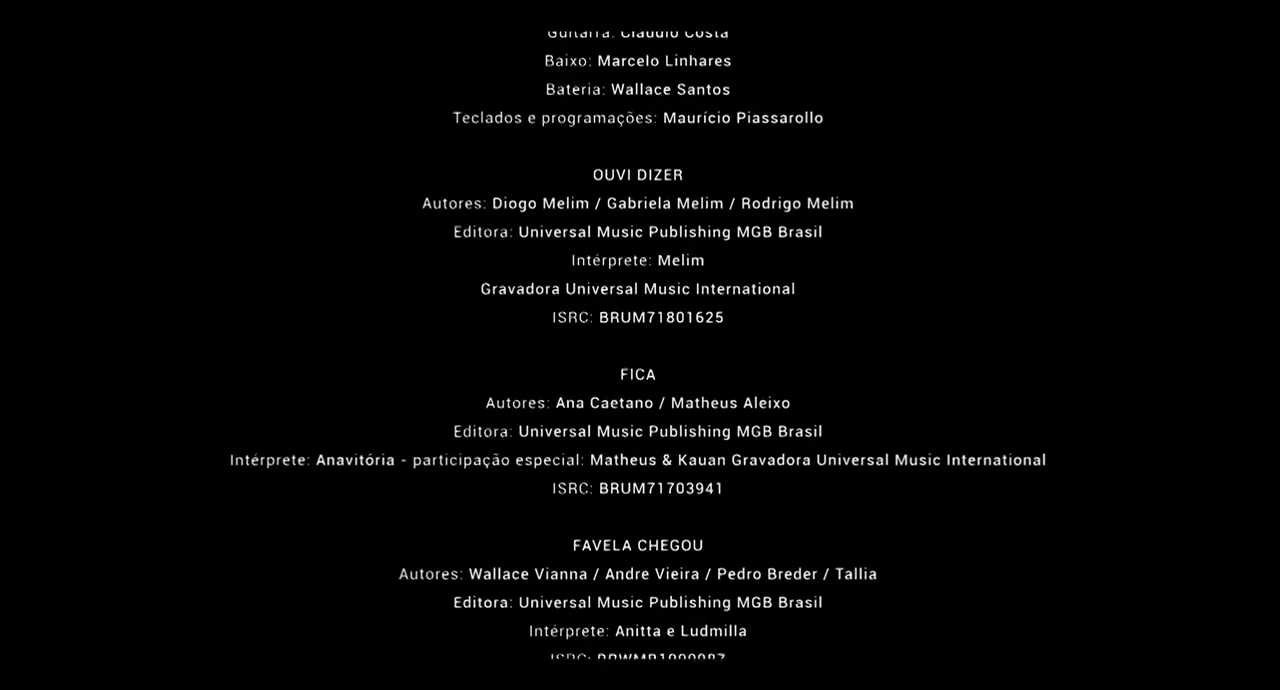 Guitarra: Claudio Costa
Baixo: Marcelo Linhares
Bateria: Wallace Santos
Teclados e programações: Maurício Piassarollo
OUVI DIZER
Autores: Diogo Melim / Gabriela Melim / Rodrigo Melim
Editora: Universal Music Publishing MGB Brasil
Intérprete: Melim
Gravadora Universal Music International
ISRC: BRUM71801625
FICA
Autores: Ana Caetano / Matheus Aleixo
Editora: Universal Music Publishing MGB Brasil
Intérprete: Anavitória - participação especial: Matheus & Kauan Gravadora Universal Music International
ISRC: BRUM71703941
FAVELA CHEGOU
Autores: Wallace Vianna / Andre Vieira / Pedro Breder / Tallia
Editora: Universal Music Publishing MGB Brasil
Intérprete: Anitta e Ludmilla
ISRC: